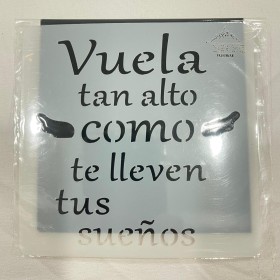 Vuela
tan alto
como
te lleven
tus
sueños